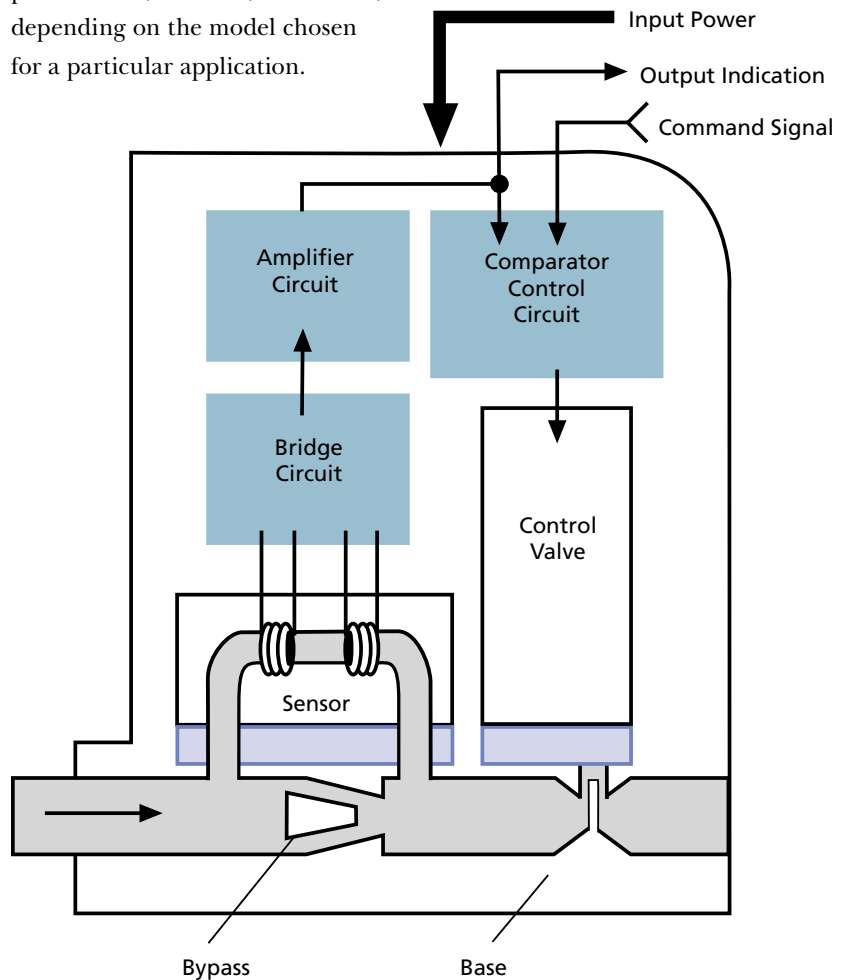 depending on the model chosen
for a particular application.
Input Power
Output Indication
Command Signal
Amplifier
Circuit
Comparator
Control
Circuit
Bridge
Circuit
Control
Valve
Sensor
Bypass
Base